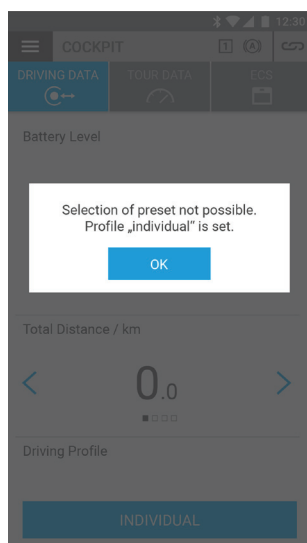 12:30
COCKPIT
1
A
DRIVING DATA
TOUR DATA
ECS
Battery Level
Selection of preset not possible.
Profile „individual“ is set.
OK
Total Distance / km
0.0
Driving Profile
INDIVIDUAL